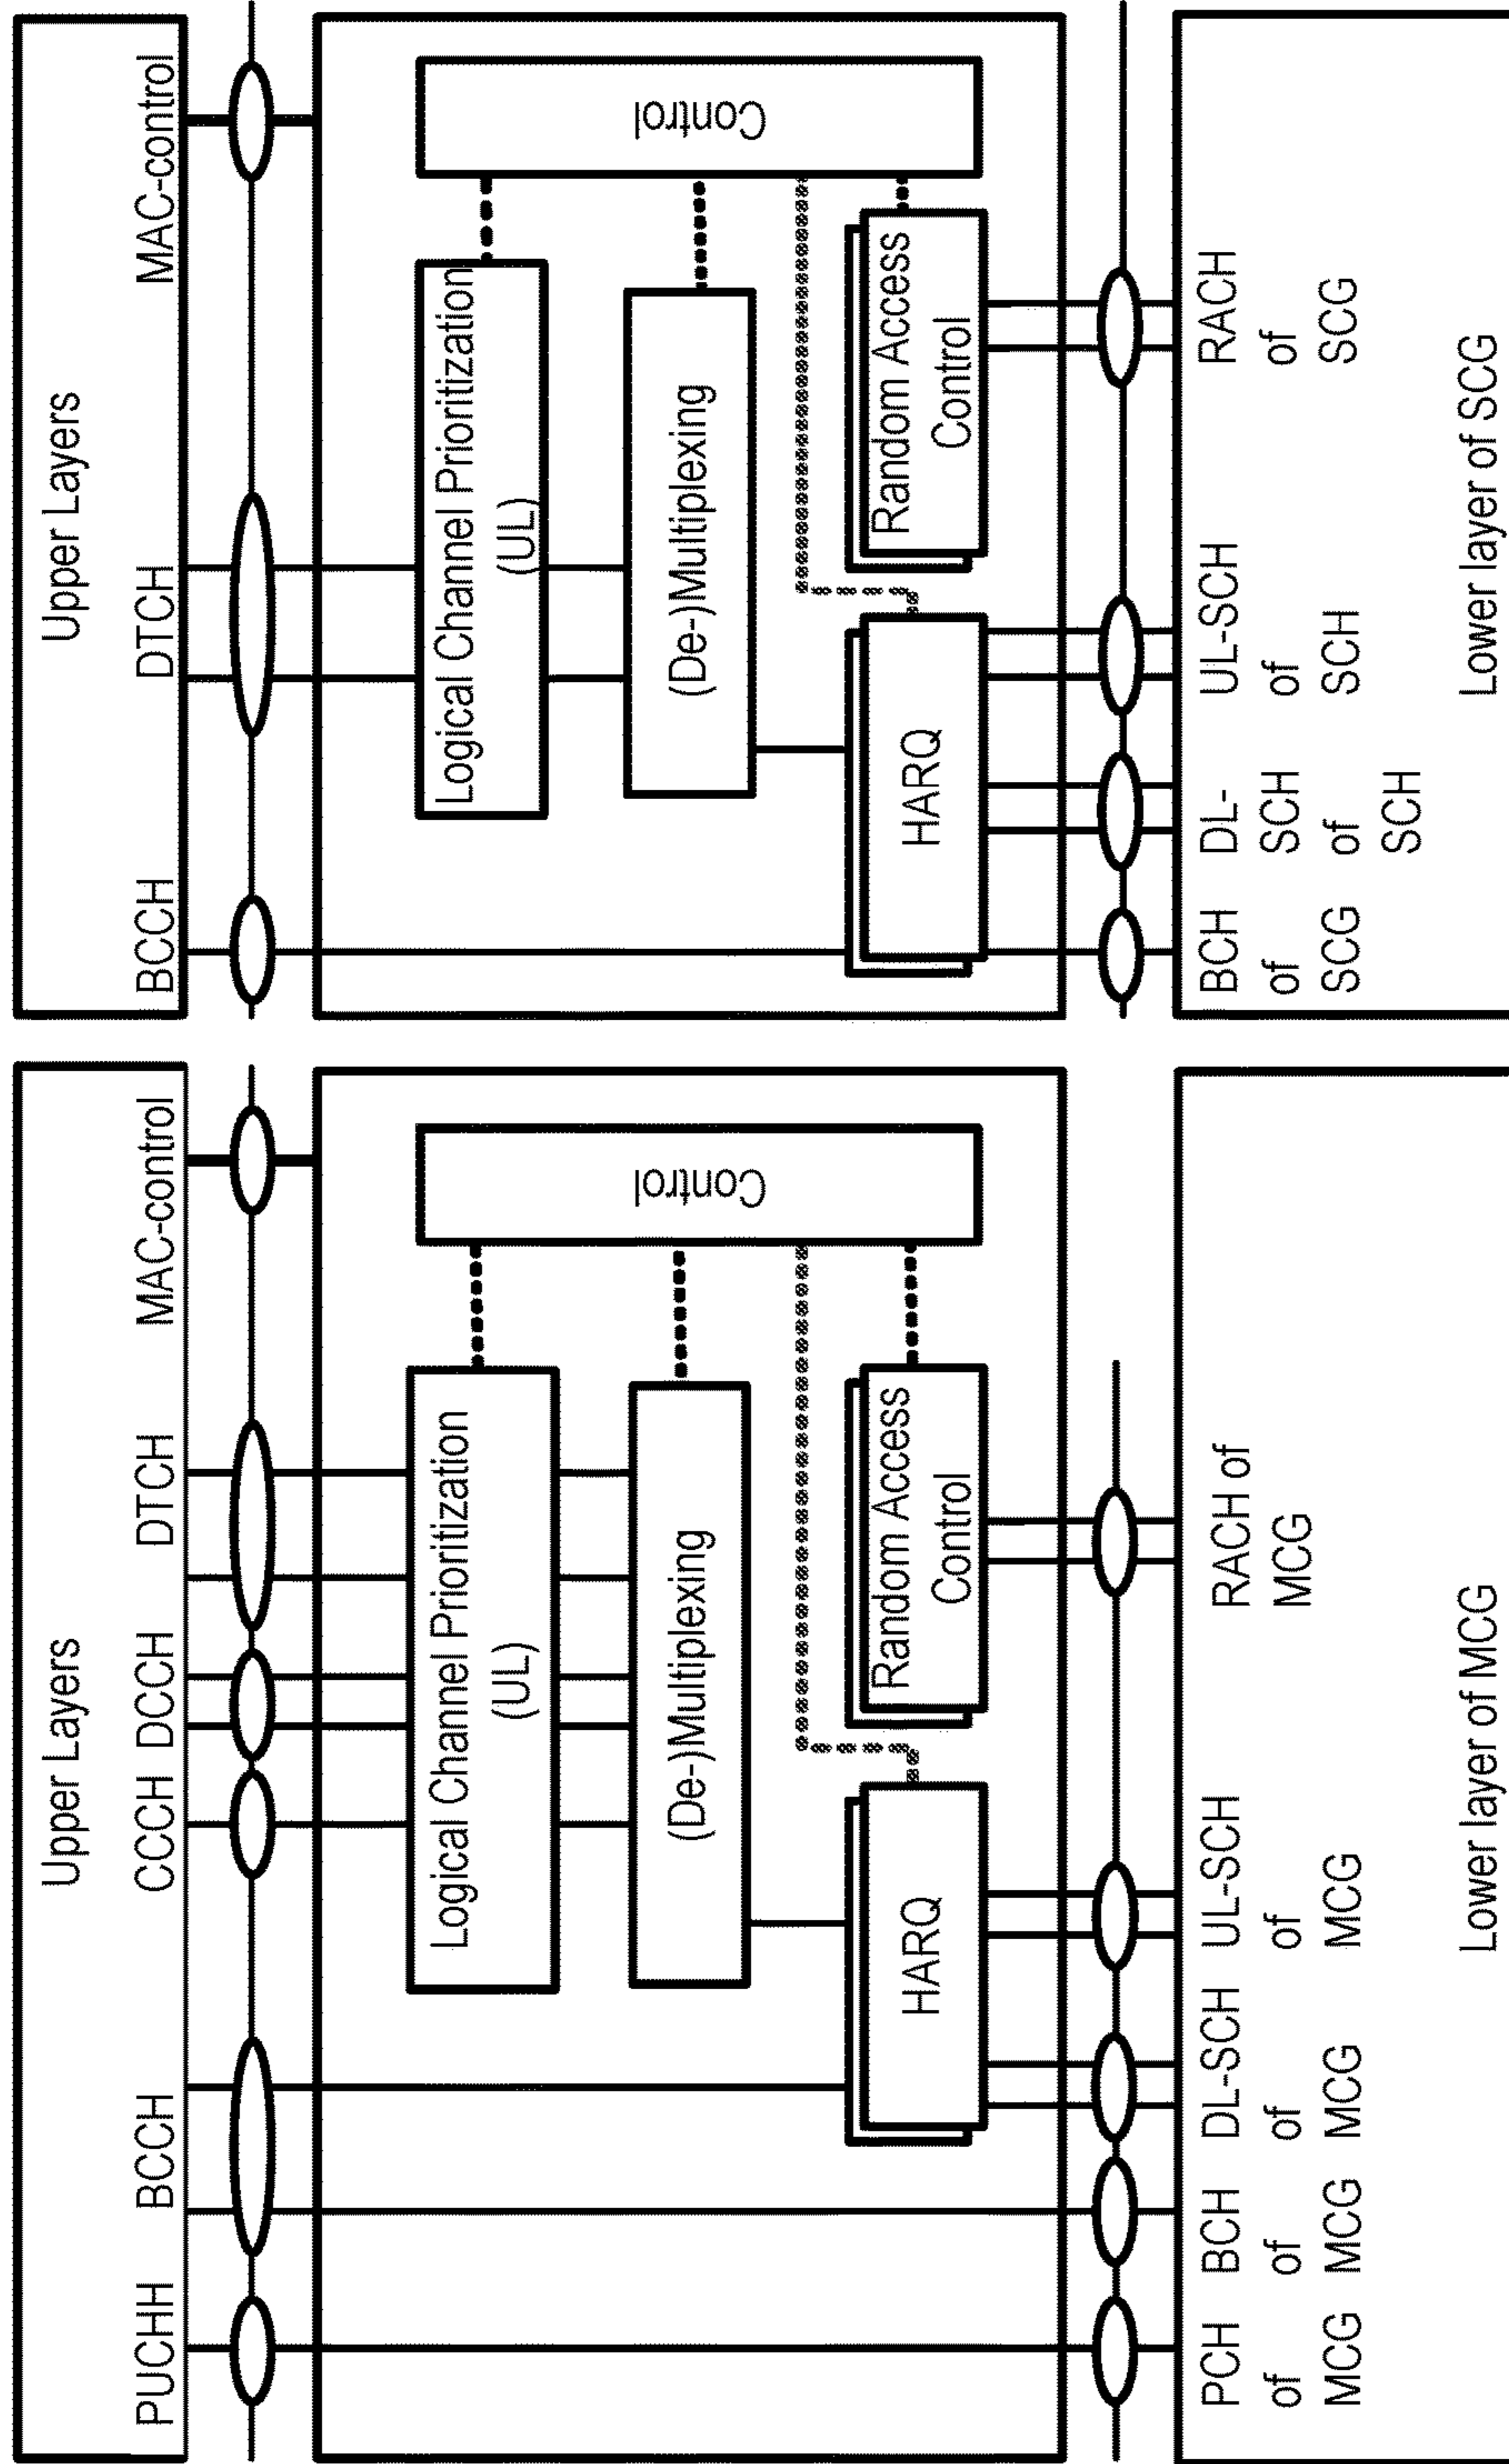 Upper Layers
PUCHH
BCCH
CCCH
DCCH
DTCH
MAC-control
Logical Channel Prioritization
(UL)
(De-)Multiplexing
Control
HARQ
Random Access
Control
PCH
of
MCG
BCH
of
MCG
DL-SCH
of
MCG
UL-SCH
of
MCG
RACH of
MCG
Lower layer of MCG
Upper Layers
BCCH
DTCH
MAC-control
Logical Channel Prioritization
(UL)
(De-)Multiplexing
Control
HARQ
Random Access
Control
BCH
of
SCG
DL-
SCH
of
SCH
UL-SCH
of
SCH
RACH
of
SCG
Lower layer of SCG